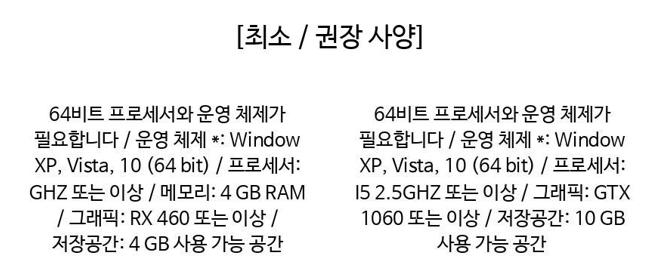 [최소 / 권장 사양]
64비트 프로세서와 운영 체제가
필요합니다 / 운영 체제 *: Window
XP, Vista, 10 (64 bit) / 프로세서:
GHZ 또는 이상 / 메모리: 4 GB RAM
/ 그래픽: RX 460 또는 이상 /
저장공간: 4 GB 사용 가능 공간
64비트 프로세서와 운영 체제가
필요합니다 / 운영 체제 *: Window
XP, Vista, 10 (64 bit) / 프로세서:
I5 2.5GHZ 또는 이상 / 그래픽: GTX
1060 또는 이상 / 저장공간: 10 GB
사용 가능 공간